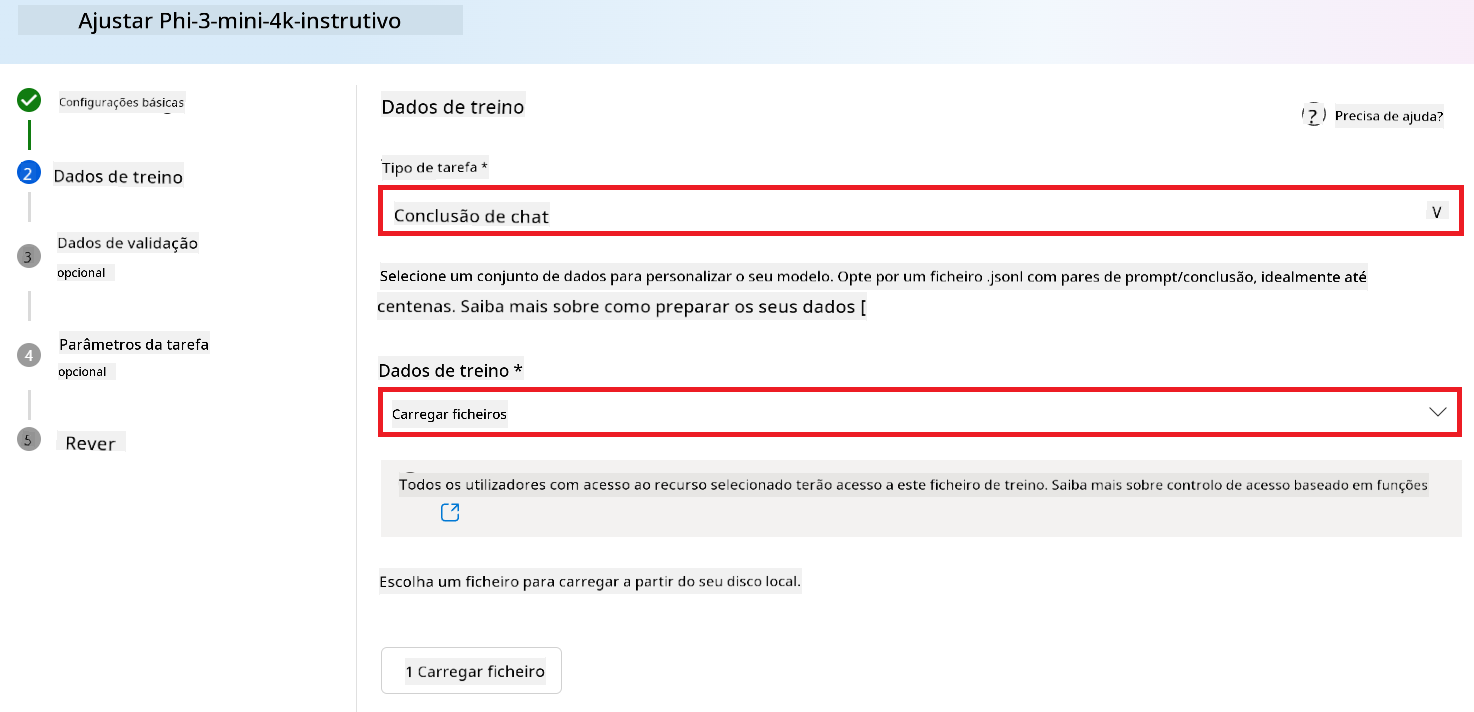 Ajustar Phi-3-mini-4k-instrutivo
Configurações básicas
2 Dados de treino
3 Dados de validação
opcional
4 Parâmetros da tarefa
opcional
5 Rever
Dados de treino
? Precisa de ajuda?
Tipo de tarefa *
Conclusão de chat V
Selecione um conjunto de dados para personalizar o seu modelo. Opte por um ficheiro .jsonl com pares de prompt/conclusão, idealmente até
centenas. Saiba mais sobre como preparar os seus dados [
Dados de treino *
Carregar ficheiros
Todos os utilizadores com acesso ao recurso selecionado terão acesso a este ficheiro de treino. Saiba mais sobre controlo de acesso baseado em funções
Escolha um ficheiro para carregar a partir do seu disco local.
1 Carregar ficheiro